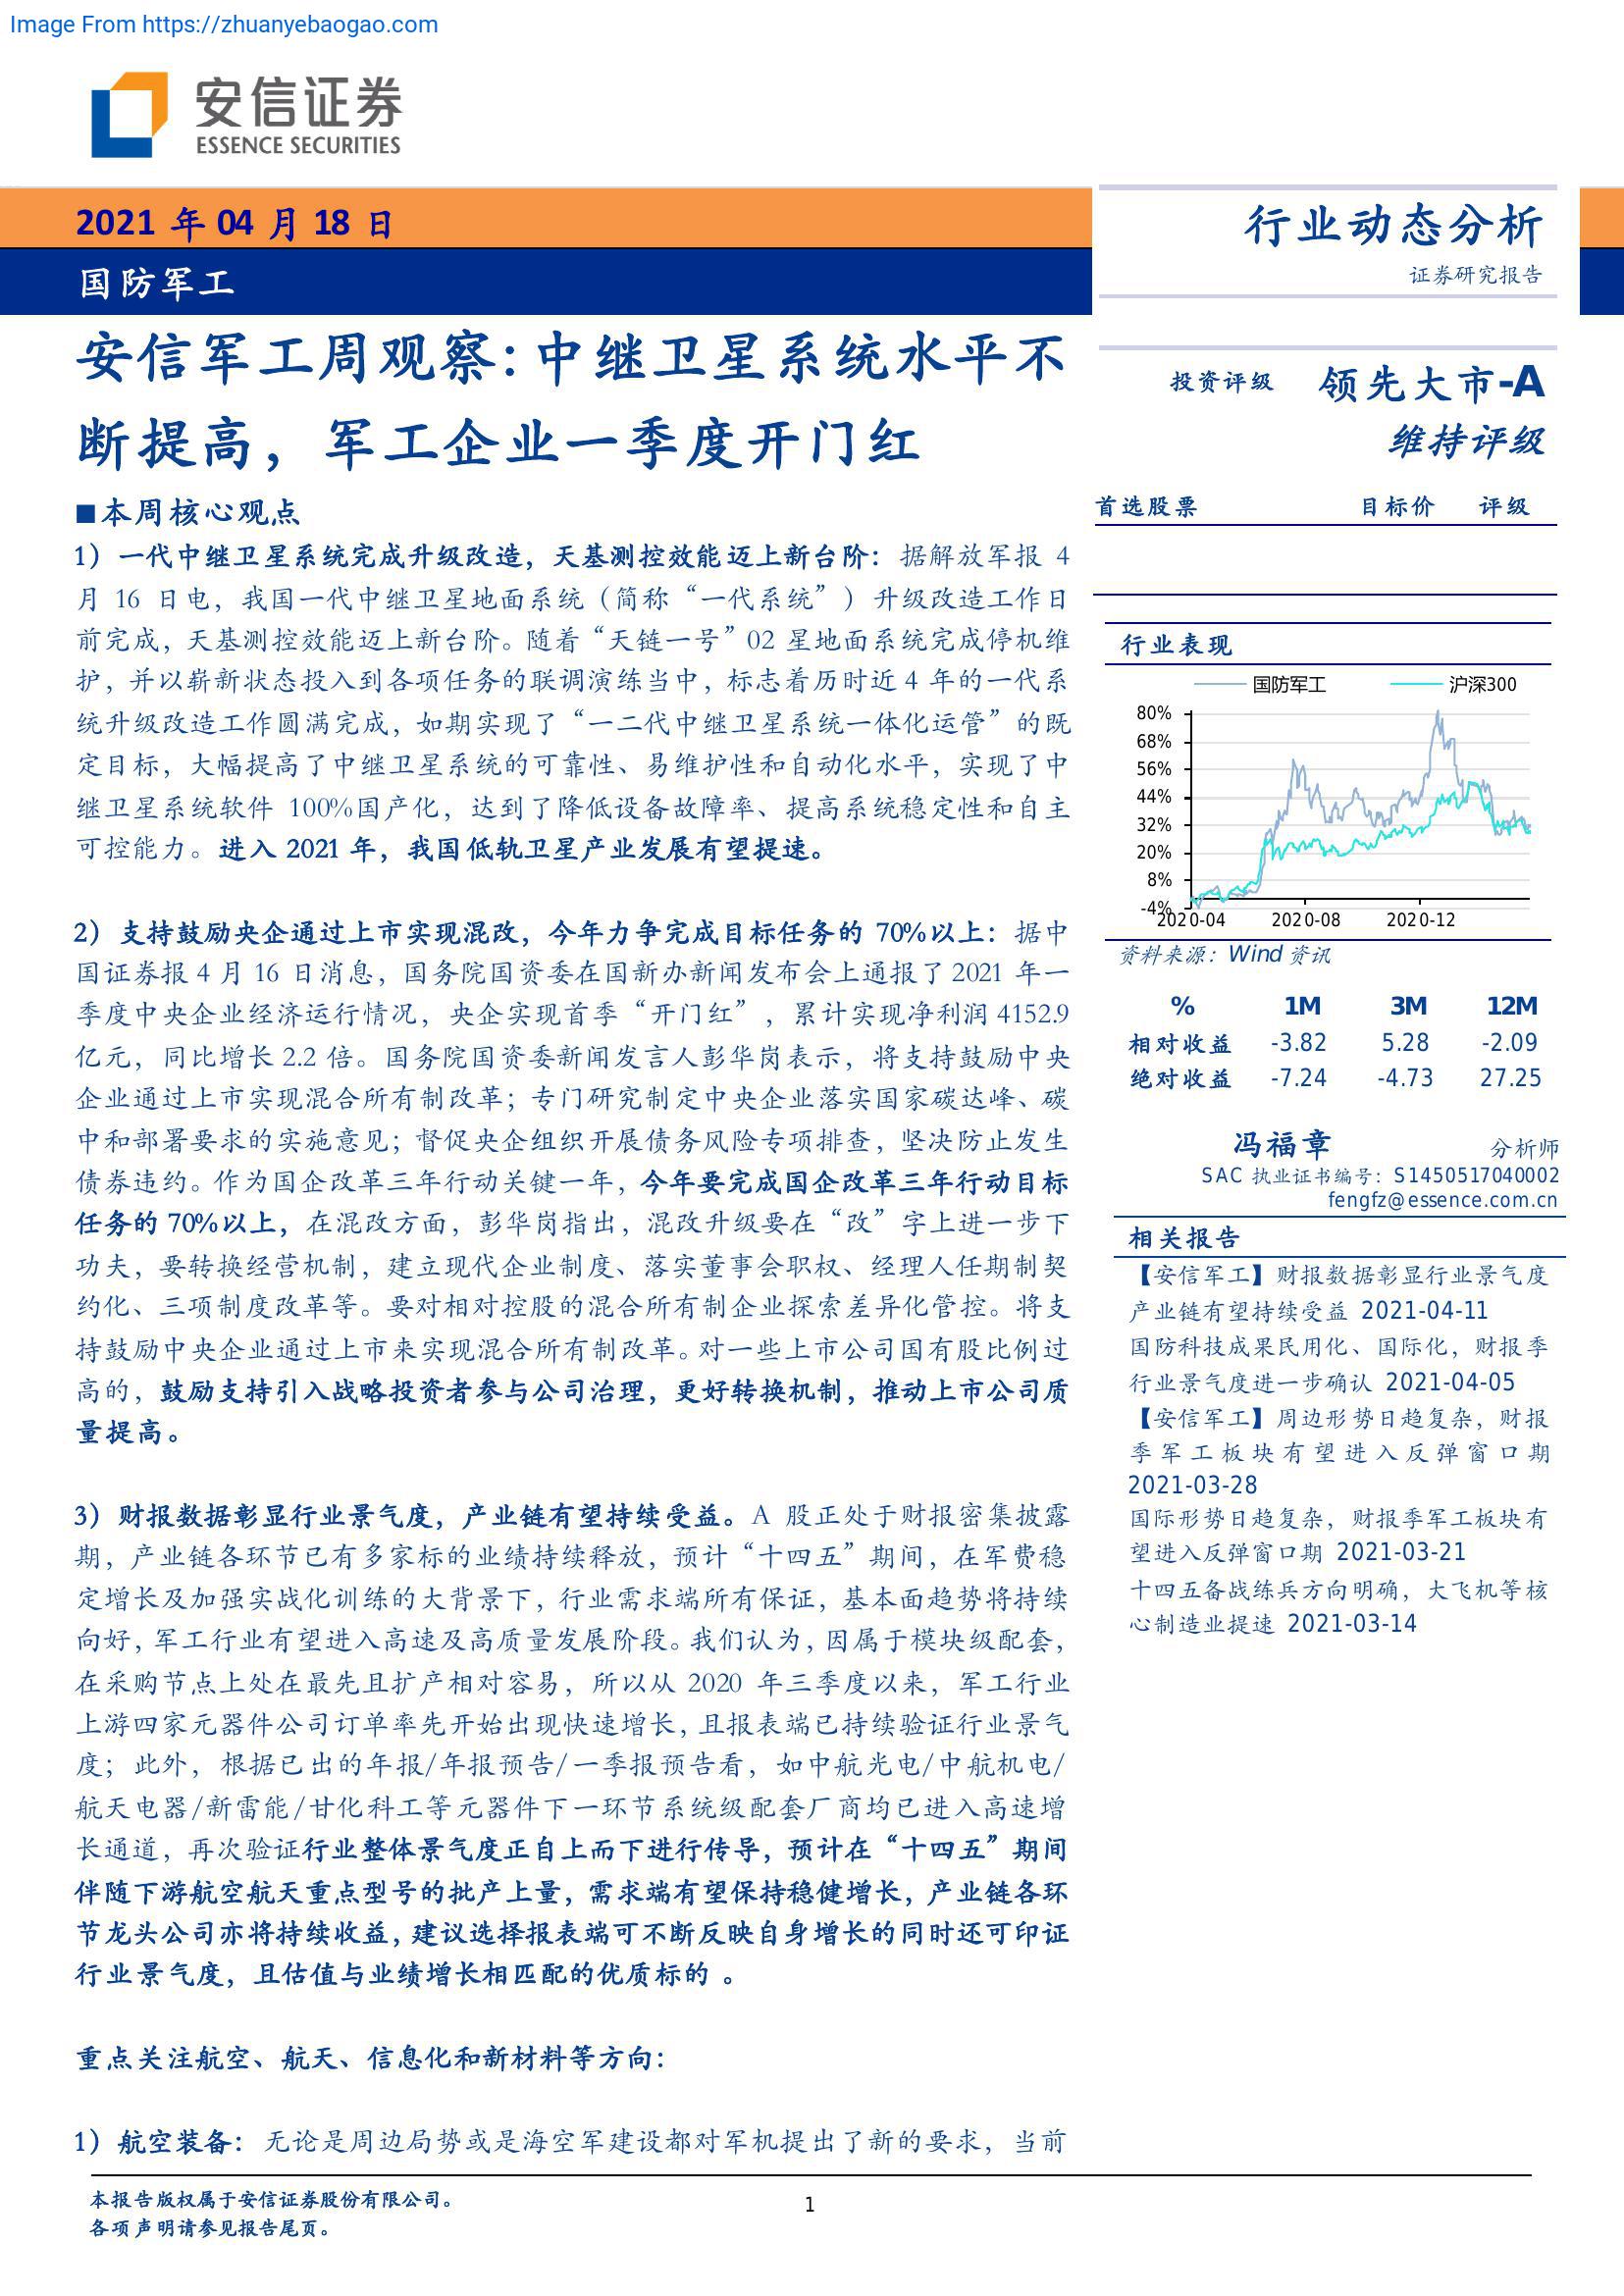 Image From https://zhuanyebaogao.com
安信证券
ESSENCE SECURITIES
2021 年 04 月 18 日
国防军工
安信军工周观察:中继卫星系统水平不
断提高，军工企业一季度开门红
■本周核心观点
1）一代中继卫星系统完成升级改造，天基测控效能迈上新台阶：据解放军报 4
月 16 日电，我国一代中继卫星地面系统（简称“一代系统”）升级改造工作日
前完成，天基测控效能迈上新台阶。随着“天链一号”02 星地面系统完成停机维
护，并以崭新状态投入到各项任务的联调演练当中，标志着历时近 4 年的一代系
统升级改造工作圆满完成，如期实现了“一二代中继卫星系统一体化运管”的既
定目标，大幅提高了中继卫星系统的可靠性、易维护性和自动化水平，实现了中
继卫星系统软件 100%国产化，达到了降低设备故障率、提高系统稳定性和自主
可控能力。进入 2021 年，我国低轨卫星产业发展有望提速。
2）支持鼓励央企通过上市实现混改，今年力争完成目标任务的 70%以上：据中
国证券报 4 月 16 日消息，国务院国资委在国新办新闻发布会上通报了 2021 年一
季度中央企业经济运行情况，央企实现首季“开门红”，累计实现净利润 4152.9
亿元，同比增长 2.2 倍。国务院国资委新闻发言人彭华岗表示，将支持鼓励中央
企业通过上市实现混合所有制改革；专门研究制定中央企业落实国家碳达峰、碳
中和部署要求的实施意见；督促央企组织开展债务风险专项排查，坚决防止发生
债券违约。作为国企改革三年行动关键一年，今年要完成国企改革三年行动目标
任务的 70%以上，在混改方面，彭华岗指出，混改升级要在“改”字上进一步下
功夫，要转换经营机制，建立现代企业制度、落实董事会职权、经理人任期制契
约化、三项制度改革等。要对相对控股的混合所有制企业探索差异化管控。将支
持鼓励中央企业通过上市来实现混合所有制改革。对一些上市公司国有股比例过
高的，鼓励支持引入战略投资者参与公司治理，更好转换机制，推动上市公司质
量提高。
3）财报数据彰显行业景气度，产业链有望持续受益。A 股正处于财报密集披露
期，产业链各环节已有多家标的业绩持续释放，预计“十四五”期间，在军费稳
定增长及加强实战化训练的大背景下，行业需求端所有保证，基本面趋势将持续
向好，军工行业有望进入高速及高质量发展阶段。我们认为，因属于模块级配套，
在采购节点上处在最先且扩产相对容易，所以从 2020 年三季度以来，军工行业
上游四家元器件公司订单率先开始出现快速增长，且报表端已持续验证行业景气
度；此外，根据已出的年报/年报预告/一季报预告看，如中航光电/中航机电/
航天电器/新雷能/甘化科工等元器件下一环节系统级配套厂商均已进入高速增
长通道，再次验证行业整体景气度正自上而下进行传导，预计在“十四五”期间
伴随下游航空航天重点型号的批产上量，需求端有望保持稳健增长，产业链各环
节龙头公司亦将持续收益，建议选择报表端可不断反映自身增长的同时还可印证
行业景气度，且估值与业绩增长相匹配的优质标的 。
重点关注航空、航天、信息化和新材料等方向：
1）航空装备：无论是周边局势或是海空军建设都对军机提出了新的要求，当前
行业动态分析
证券研究报告
投资评级 领先大市-A
维持评级
首选股票 目标价 评级
行业表现
国防军工 沪深300
80%
68%
56%
44%
32%
20%
8%
-4%
2020-04 2020-08 2020-12
资料来源：Wind 资讯
% 1M 3M 12M
相对收益 -3.82 5.28 -2.09
绝对收益 -7.24 -4.73 27.25
冯福章 分析师
SAC 执业证书编号：S1450517040002
fengfz@essence.com.cn
相关报告
【安信军工】财报数据彰显行业景气度
产业链有望持续受益 2021-04-11
国防科技成果民用化、国际化，财报季
行业景气度进一步确认 2021-04-05
【安信军工】周边形势日趋复杂，财报
季军工板块有望进入反弹窗口期
2021-03-28
国际形势日趋复杂，财报季军工板块有
望进入反弹窗口期 2021-03-21
十四五备战练兵方向明确，大飞机等核
心制造业提速 2021-03-14
本报告版权属于安信证券股份有限公司。
各项声明请参见报告尾页。
1